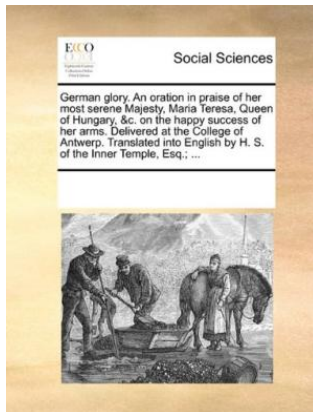 ECCO
Social Sciences
German glory. An oration in praise of her
most serene Majesty, Maria Teresa, Queen
of Hungary, &c. on the happy success of
her arms. Delivered at the College of
Antwerp. Translated into English by H. S.
of the Inner Temple, Esq.; ...